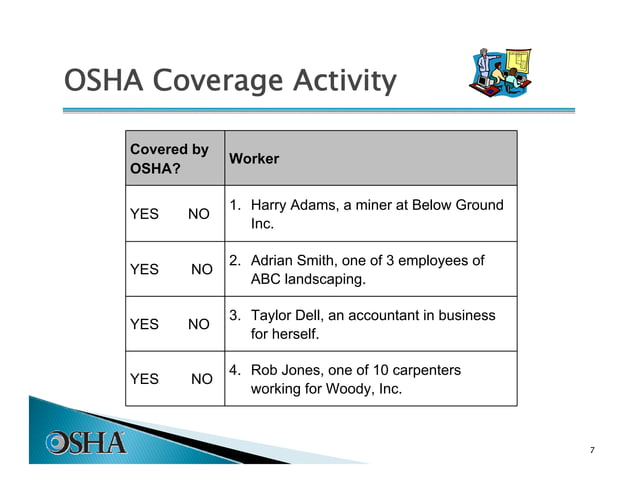 OSHA Coverage Activity
Covered by
OSHA?
Worker
YES NO
1. Harry Adams, a miner at Below Ground
Inc.
YES NO
2. Adrian Smith, one of 3 employees of
ABC landscaping.
YES NO
3. Taylor Dell, an accountant in business
for herself.
YES NO
4. Rob Jones, one of 10 carpenters
working for Woody, Inc.
OSHA
7